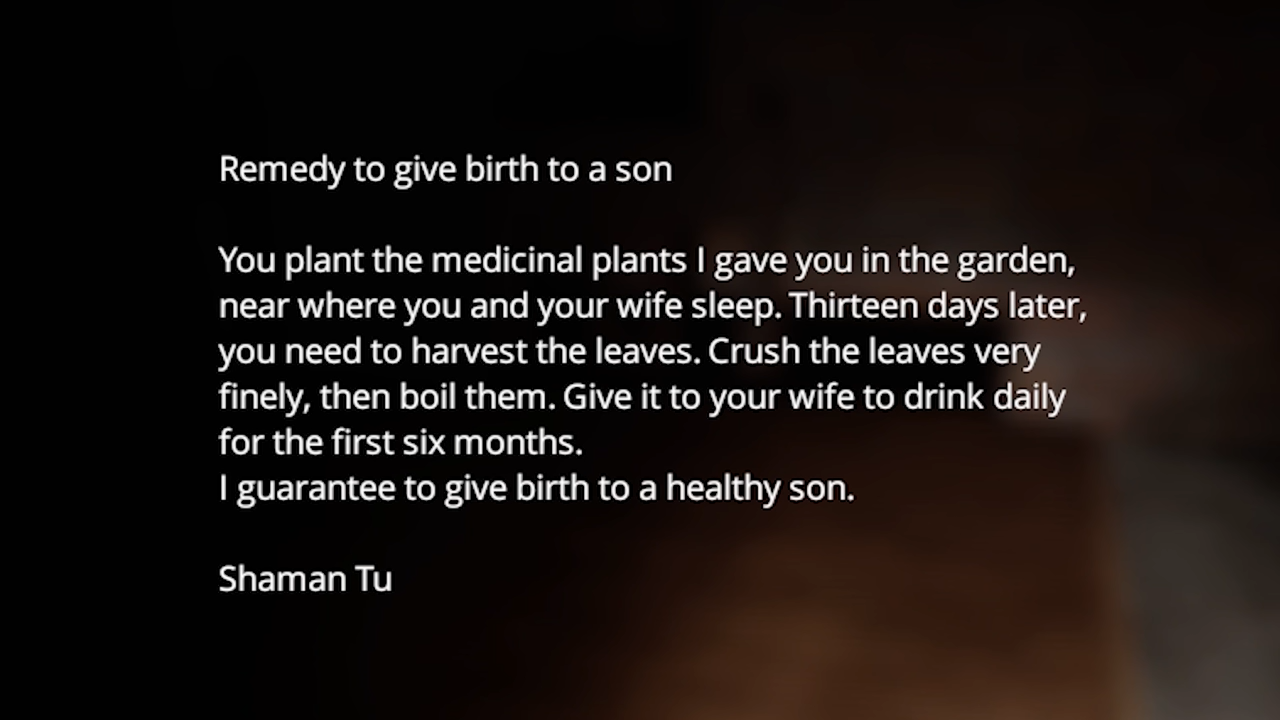 Remedy to give birth to a son
You plant the medicinal plants I gave you in the garden,
near where you and your wife sleep. Thirteen days later,
you need to harvest the leaves. Crush the leaves very
finely, then boil them. Give it to your wife to drink daily
for the first six months.
I guarantee to give birth to a healthy son.
Shaman Tu